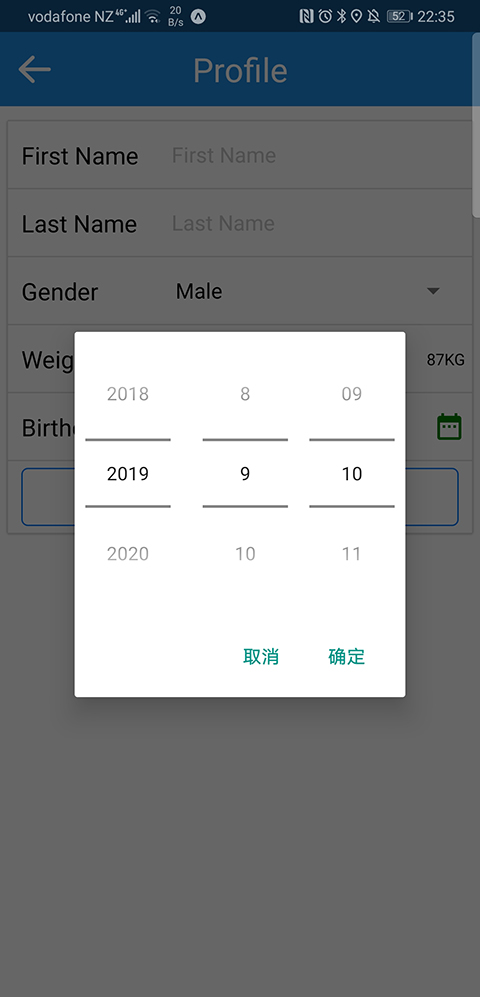 vodafone NZ 4G+ 20 B/s 52 22:35
Profile
First Name First Name
Last Name Last Name
Gender Male
Weig 87KG
2018 8 09
Birth
2019 9 10
2020 10 11
取消 确定